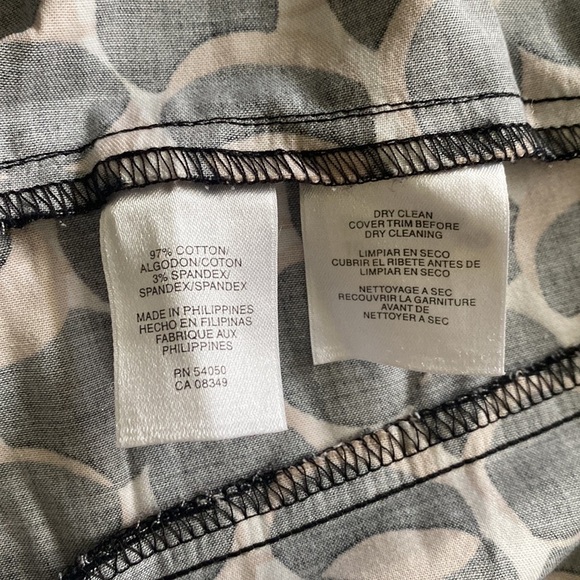 97% COTTON/
ALGODON/COTON
3% SPANDEX/
SPANDEX/SPANDEX
MADE IN PHILIPPINES
HECHO EN FILIPINAS
FABRIQUE AUX
PHILIPPINES
RN 54050
CA 08349
DRY CLEAN
COVER TRIM BEFORE
DRY CLEANING
LIMPIAR EN SECO
CUBRIR EL RIBETE ANTES DE
LIMPIAR EN SECO
NETTOYAGE A SEC
RECOUVRIR LA GARNITURE
AVANT DE
NETTOYER A SEC